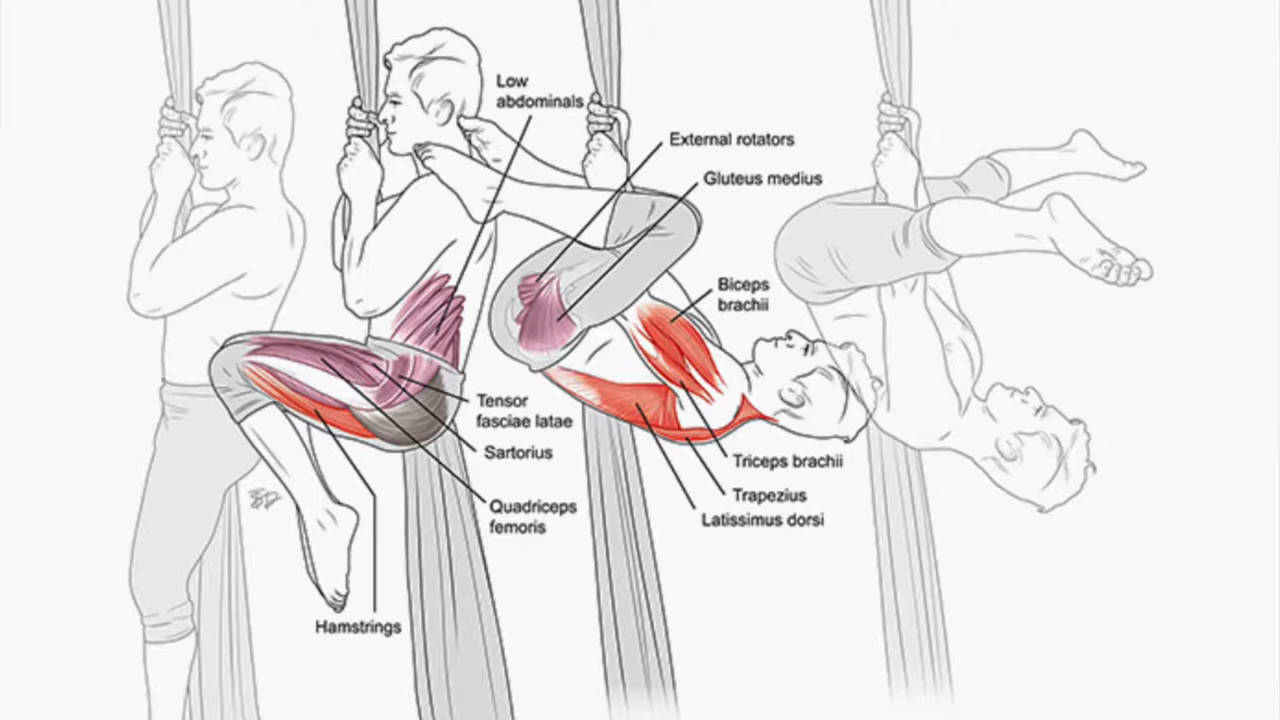 Low
abdominals
External rotators
Gluteus medius
Biceps
brachii
Tensor
fasciae latae
Sartorius
Quadriceps
femoris
Hamstrings
Triceps brachii
Trapezius
Latissimus dorsi